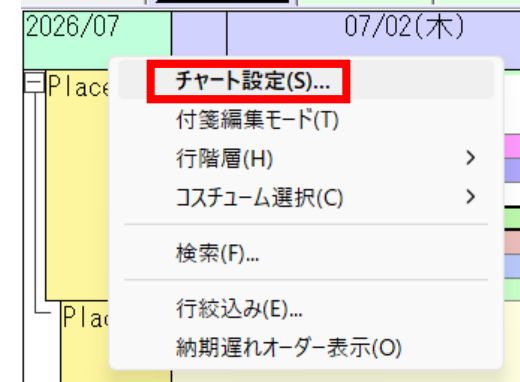 2026/07
07/02(木)
Place
チャート設定(S)...
付箋編集モード(T)
行階層(H)
コスチューム選択(C)
検索(F)...
行絞込み(E)...
Plac
納期遅れオーダー表示(O)